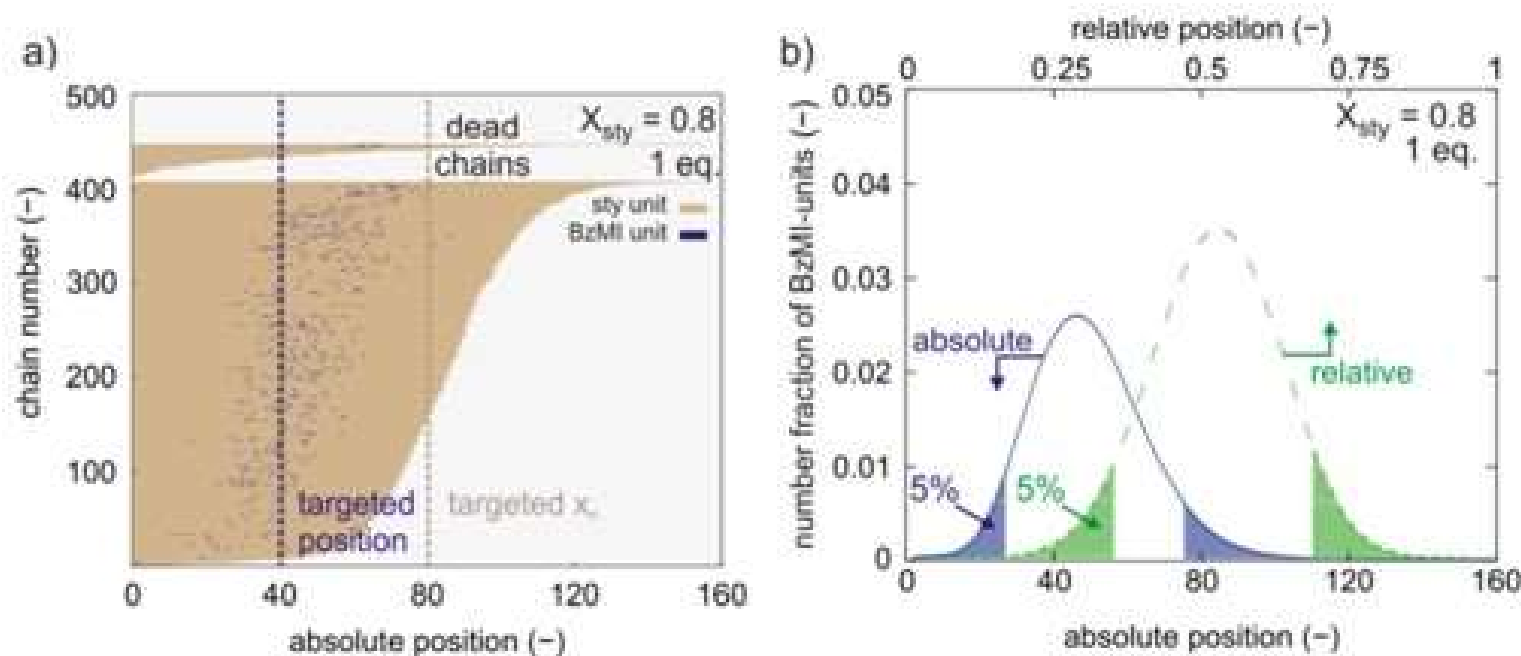 a)
500
400
300
200
100
chain number (−)
dead
chains
X_sty = 0.8
1 eq.
sty unit
BzMI unit
targeted
position
targeted x
0
40
80
120
160
absolute position (−)
b)
relative position (−)
0
0.25
0.5
0.75
1
0.05
0.04
0.03
0.02
0.01
0
number fraction of BzMI-units (−)
X_sty = 0.8
1 eq.
absolute
relative
5%
5%
0
40
80
120
160
absolute position (−)